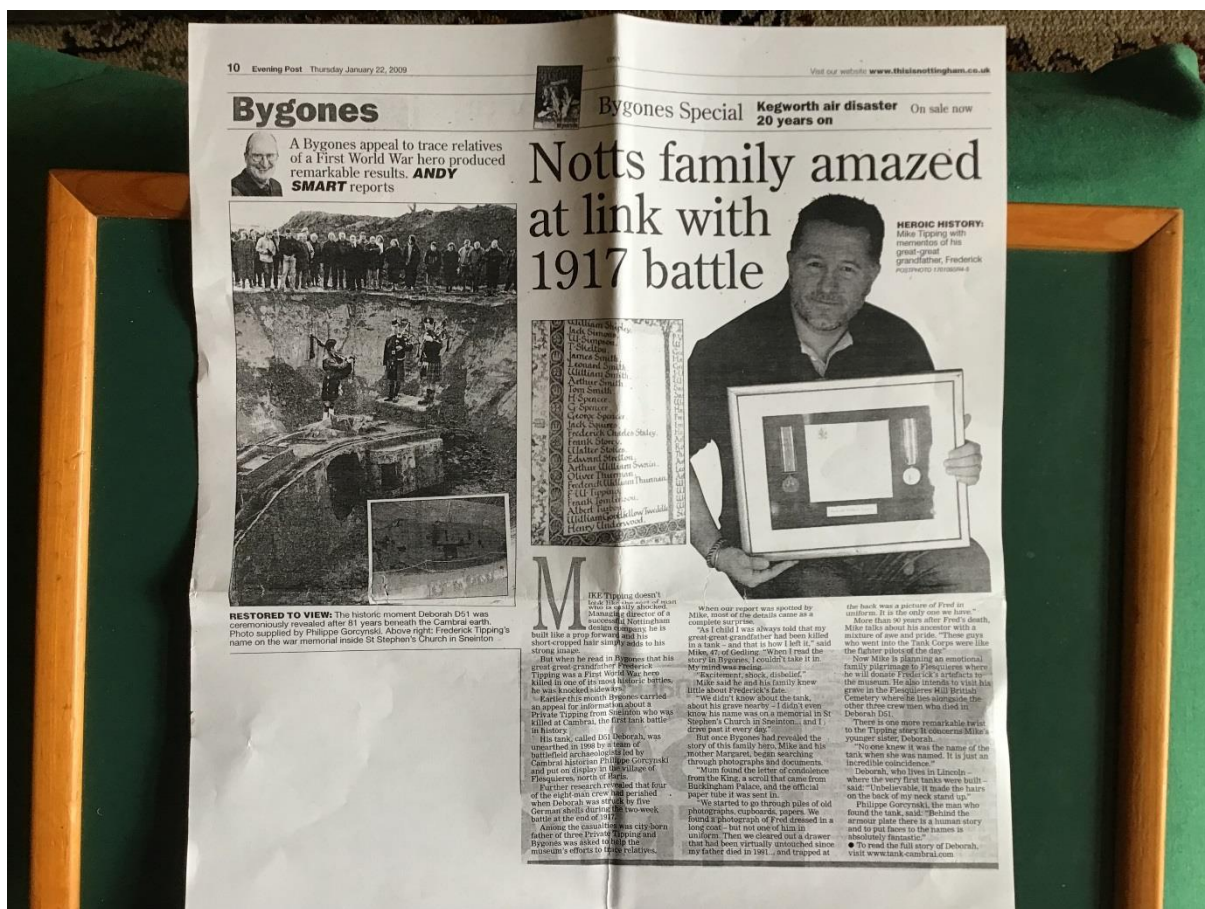 10 Evening Post Thursday January 22, 2009
Visit our website www.thisisnottingham.co.uk
Bygones
Bygones Special
Kegworth air disaster
20 years on
On sale now
A Bygones appeal to trace relatives
of a First World War hero produced
remarkable results. ANDY
SMART reports
Notts family amazed
at link with
1917 battle
HEROIC HISTORY:
Mike Tipping with
mementos of his
great-great
grandfather, Frederick
William Shipley
Jack Simpson
W Simpson
T Shelton
James Smith
Leonard Smith
William Smith
Arthur Smith
Tom Smith
H Spencer
G Spencer
George Spencer
Jack Squires
Frederick Charles Staley
Frank Storey
Walter Stokes
Edward Stretton
Arthur William Swain
Oliver Thurman
Frederick William Thurman
F W Tipping
Frank Tomlinson
Albert Tugby
Henry Underwood
RESTORED TO VIEW: The historic moment Deborah D51 was
ceremoniously revealed after 81 years beneath the Cambrai earth.
Photo supplied by Philippe Gorcynski. Above right: Frederick Tipping's
name on the war memorial inside St Stephen's Church in Sneinton
MIKE Tipping doesn't
look like the sort of man
who is easily shocked.
Managing director of a
successful Nottingham
design company, he is
built like a prop forward and his
short-cropped hair simply adds to his
strong image.
But when he read in Bygones that his
great great-grandfather Frederick
Tipping was a First World War hero
killed in one of its most historic battles,
he was knocked sideways.
Earlier this month Bygones carried
an appeal for information about a
Private Tipping from Sneinton who was
killed at Cambrai, the first tank battle
in history.
His tank, called D51 Deborah, was
unearthed in 1998 by a team of
battlefield archaeologists led by
Cambrai historian Philippe Gorcynski
and put on display in the village of
Flesquieres, north of Paris.
Further research revealed that four
of the eight-man crew had perished
when Deborah was struck by five
German shells during the two-week
battle at the end of 1917.
Among the casualties was city-born
father of three Private Tipping and
Bygones was asked to help the
museum's efforts to trace relatives.
When our report was spotted by
Mike, most of the details came as a
complete surprise.
"As I child I was always told that my
great-great-grandfather had been killed
in a tank – and that is how I left it," said
Mike, 47, of Gedling. "When I read the
story in Bygones, I couldn't take it in.
My mind was racing.
"Excitement, shock, disbelief."
Mike said he and his family knew
little about Frederick's fate.
"We didn't know about the tank,
about his grave nearby – I didn't even
know his name was on a memorial in St
Stephen's Church in Sneinton... and I
drive past it every day."
But once Bygones had revealed the
story of this family hero, Mike and his
mother Margaret, began searching
through photographs and documents.
"Mum found the letter of condolence
from the King, a scroll that came from
Buckingham Palace, and the official
paper tube it was sent in.
"We started to go through piles of old
photographs, cupboards, papers. We
found a photograph of Fred dressed in a
long coat – but not one of him in
uniform. Then we cleared out a drawer
that had been virtually untouched since
my father died in 1981... and trapped at
the back was a picture of Fred in
uniform. It is the only one we have."
More than 90 years after Fred's death,
Mike talks about his ancestor with a
mixture of awe and pride. "These guys
who went into the Tank Corps were like
the fighter pilots of the day."
Now Mike is planning an emotional
family pilgrimage to Flesquieres where
he will donate Frederick's artifacts to
the museum. He also intends to visit his
grave in the Flesquieres Hill British
Cemetery where he lies alongside the
other three crew men who died in
Deborah D51.
There is one more remarkable twist
to the Tipping story. It concerns Mike's
younger sister, Deborah.
"No one knew it was the name of the
tank when she was named. It is just an
incredible coincidence."
Deborah, who lives in Lincoln –
where the very first tanks were built –
said: "Unbelievable, it made the hairs
on the back of my neck stand up."
Philippe Gorcynski, the man who
found the tank, said: "Behind the
armour plate there is a human story
and to put faces to the names is
absolutely fantastic."
● To read the full story of Deborah,
visit www.tank-cambrai.com